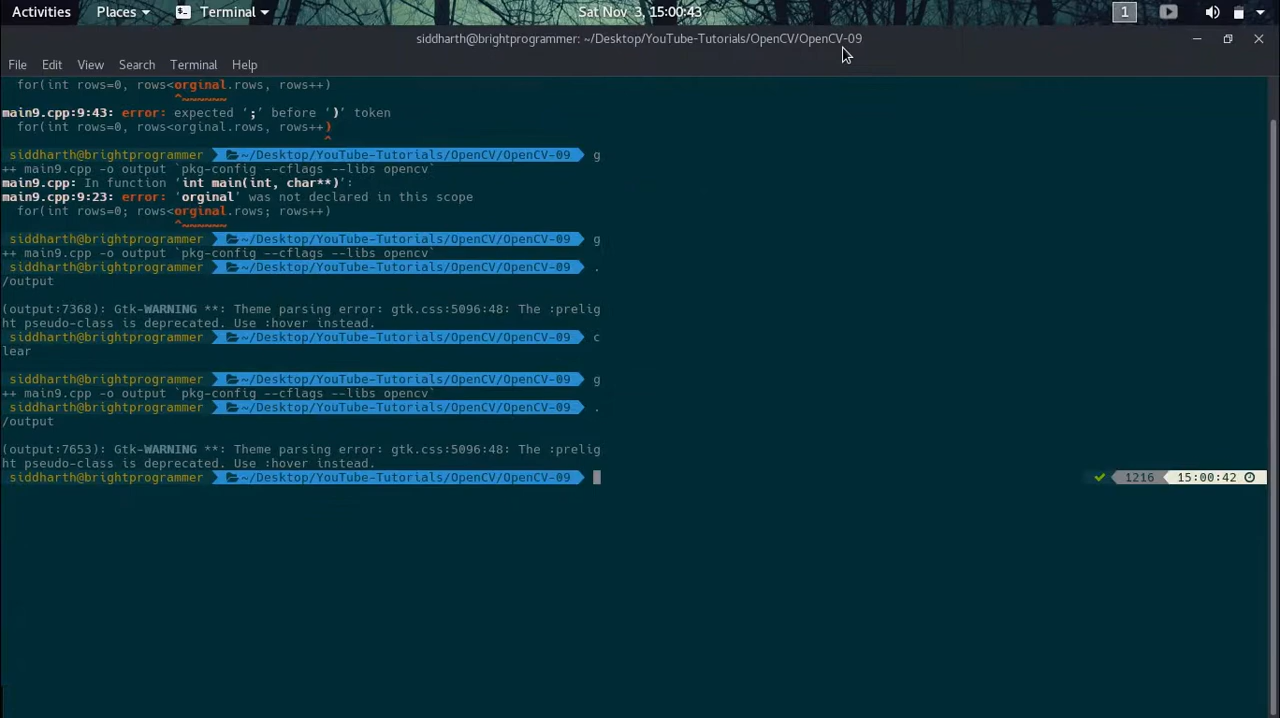 Activities Places Terminal Sat Nov 3, 15:00:43 1
siddharth@brightprogrammer: ~/Desktop/YouTube-Tutorials/OpenCV/OpenCV-09
File Edit View Search Terminal Help
for(int rows=0, rows<orginal.rows, rows++)
^~~~~~~
main9.cpp:9:43: error: expected ‘;’ before ‘)’ token
for(int rows=0, rows<orginal.rows, rows++)
^
siddharth@brightprogrammer ~/Desktop/YouTube-Tutorials/OpenCV/OpenCV-09 g
++ main9.cpp -o output `pkg-config --cflags --libs opencv`
main9.cpp: In function ‘int main(int, char**)’:
main9.cpp:9:23: error: ‘orginal’ was not declared in this scope
for(int rows=0; rows<orginal.rows; rows++)
^~~~~~~
siddharth@brightprogrammer ~/Desktop/YouTube-Tutorials/OpenCV/OpenCV-09 g
++ main9.cpp -o output `pkg-config --cflags --libs opencv`
siddharth@brightprogrammer ~/Desktop/YouTube-Tutorials/OpenCV/OpenCV-09 .
/output
(output:7368): Gtk-WARNING **: Theme parsing error: gtk.css:5096:48: The :prelig
ht pseudo-class is deprecated. Use :hover instead.
siddharth@brightprogrammer ~/Desktop/YouTube-Tutorials/OpenCV/OpenCV-09 c
lear
siddharth@brightprogrammer ~/Desktop/YouTube-Tutorials/OpenCV/OpenCV-09 g
++ main9.cpp -o output `pkg-config --cflags --libs opencv`
siddharth@brightprogrammer ~/Desktop/YouTube-Tutorials/OpenCV/OpenCV-09 .
/output
(output:7653): Gtk-WARNING **: Theme parsing error: gtk.css:5096:48: The :prelig
ht pseudo-class is deprecated. Use :hover instead.
siddharth@brightprogrammer ~/Desktop/YouTube-Tutorials/OpenCV/OpenCV-09 ✔ 1216 15:00:42